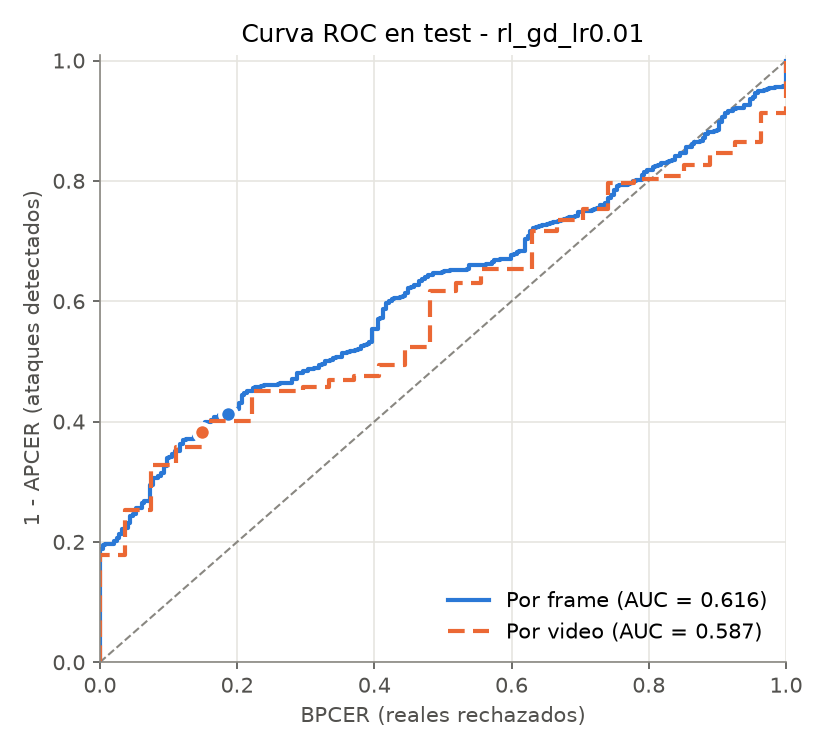 Curva ROC en test - rl_gd_lr0.01
1 - APCER (ataques detectados)
1.0
0.8
0.6
0.4
0.2
0.0
Por frame (AUC = 0.616)
Por video (AUC = 0.587)
0.0 0.2 0.4 0.6 0.8 1.0
BPCER (reales rechazados)